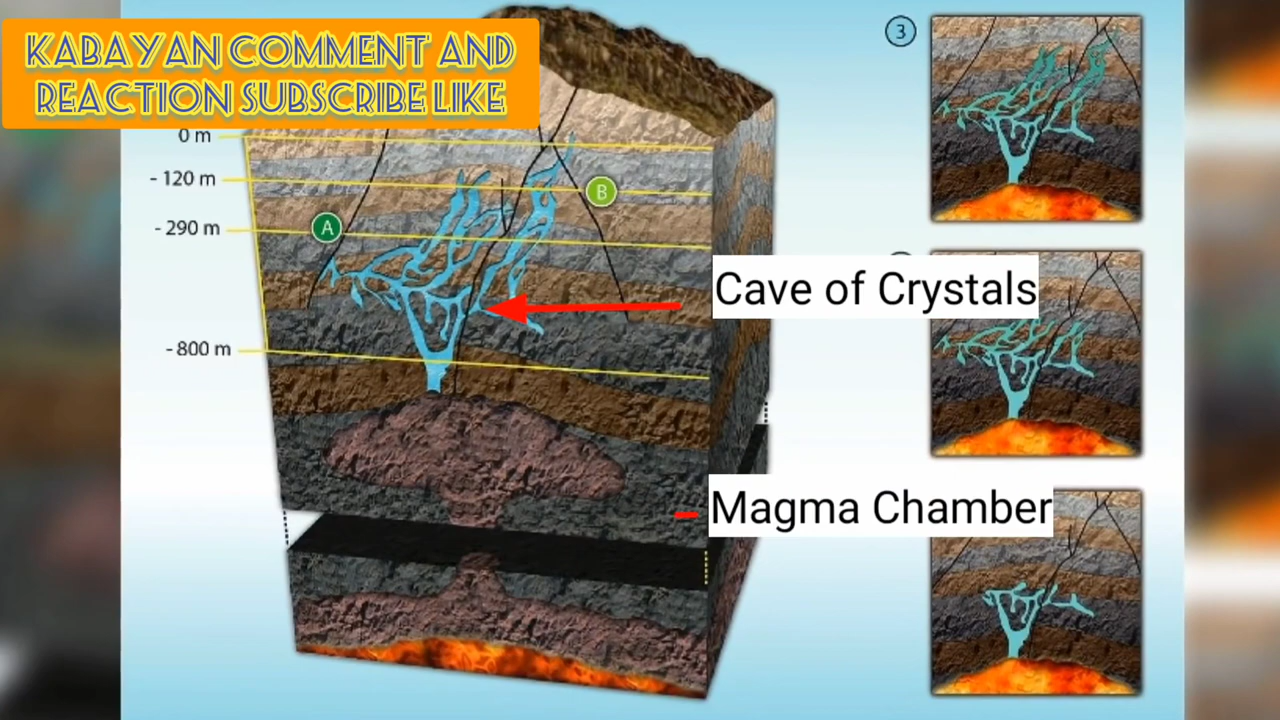 KABAYAN COMMENT AND
REACTION SUBSCRIBE LIKE
0 m
- 120 m
- 290 m
- 800 m
A
B
Cave of Crystals
Magma Chamber
3